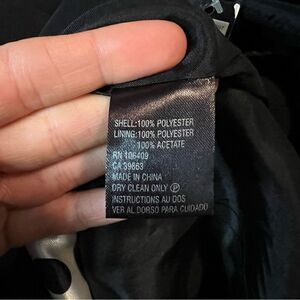 SHELL:100% POLYESTER
LINING:100% POLYESTER
100% ACETATE
RN 106409
CA 39663
MADE IN CHINA
DRY CLEAN ONLY Ⓟ
INSTRUCTIONS AU DOS
VER AL DORSO PARA CUIDADO